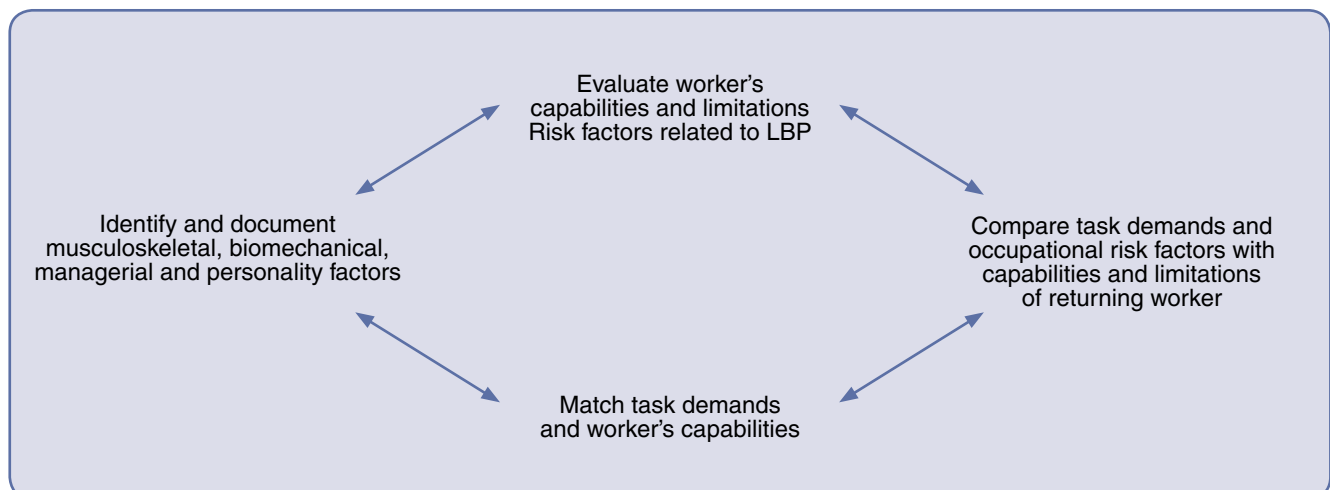 Evaluate worker’s
capabilities and limitations
Risk factors related to LBP
Identify and document
musculoskeletal, biomechanical,
managerial and personality factors
Compare task demands and
occupational risk factors with
capabilities and limitations
of returning worker
Match task demands
and worker’s capabilities